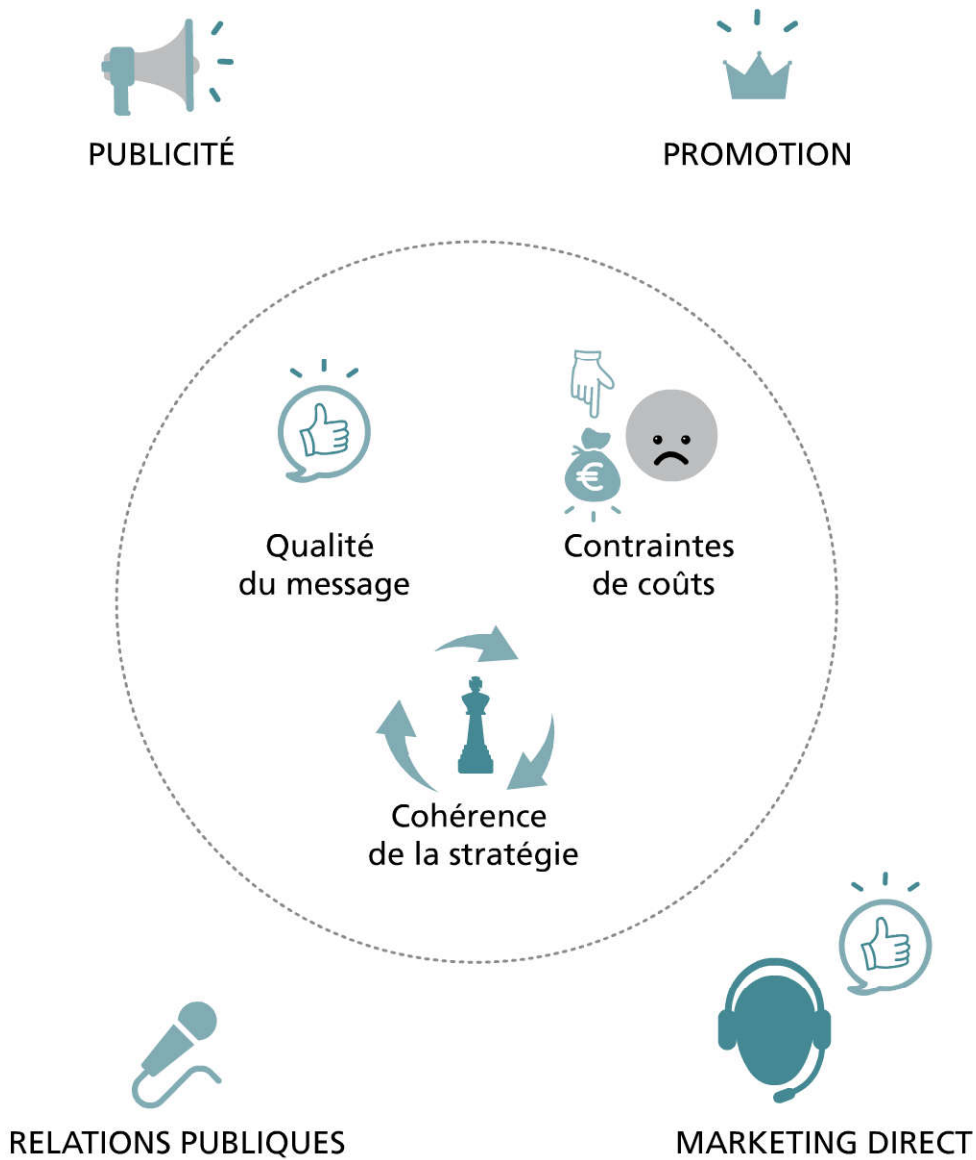 PUBLICITÉ
PROMOTION
€
Qualité
du message
Contraintes
de coûts
Cohérence
de la stratégie
RELATIONS PUBLIQUES
MARKETING DIRECT